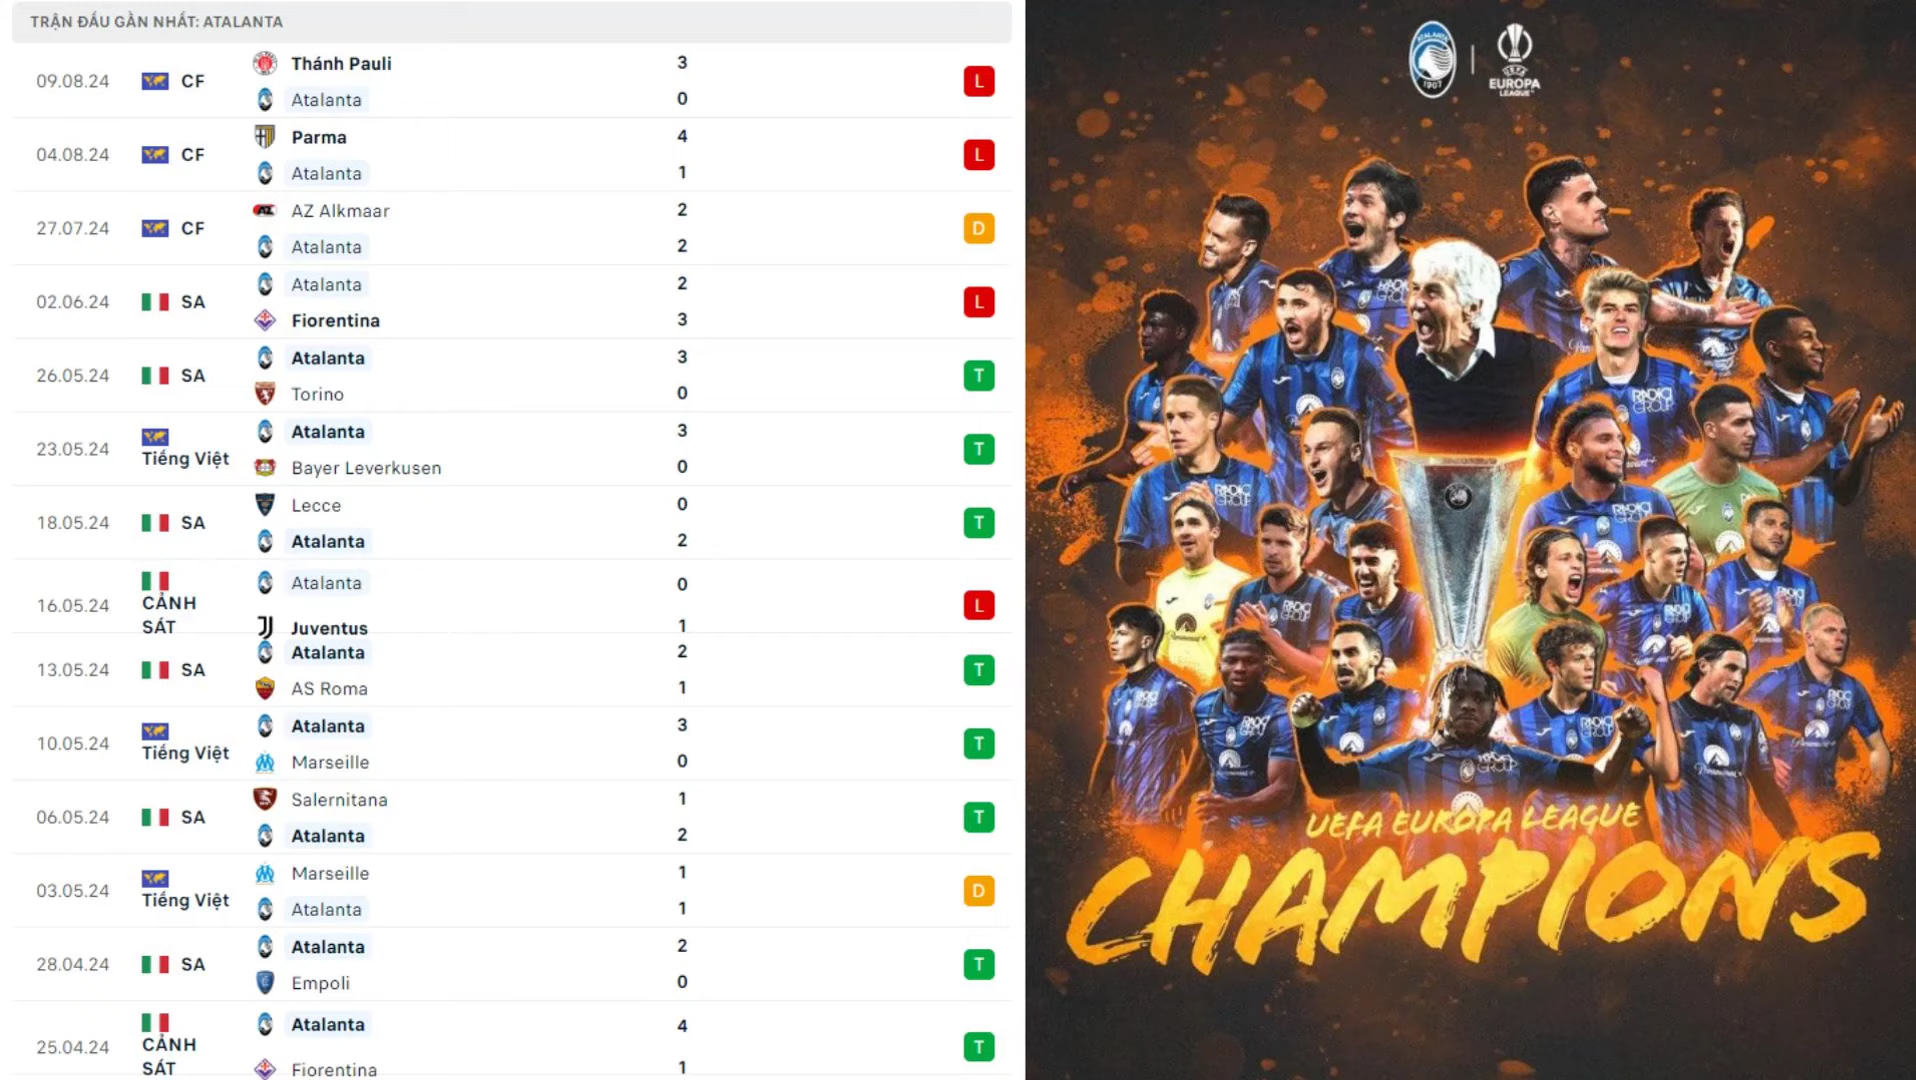 TRẬN ĐẤU GẦN NHẤT: ATALANTA
09.08.24 CF Thánh Pauli 3 L
Atalanta 0
04.08.24 CF Parma 4 L
Atalanta 1
27.07.24 CF AZ Alkmaar 2 D
Atalanta 2
02.06.24 SA Atalanta 2 L
Fiorentina 3
26.05.24 SA Atalanta 3 T
Torino 0
23.05.24 Tiếng Việt Atalanta 3 T
Bayer Leverkusen 0
18.05.24 SA Lecce 0 T
Atalanta 2
16.05.24 CẢNH SÁT Atalanta 0 L
Juventus 1
13.05.24 SA Atalanta 2 T
AS Roma 1
10.05.24 Tiếng Việt Atalanta 3 T
Marseille 0
06.05.24 SA Salernitana 1 T
Atalanta 2
03.05.24 Tiếng Việt Marseille 1 D
Atalanta 1
28.04.24 SA Atalanta 2 T
Empoli 0
25.04.24 CẢNH SÁT Atalanta 4 T
Fiorentina 1
ATALANTA
1907
UEFA
EUROPA
LEAGUE
RADICI
GROUP
UEFA EUROPA LEAGUE
CHAMPIONS